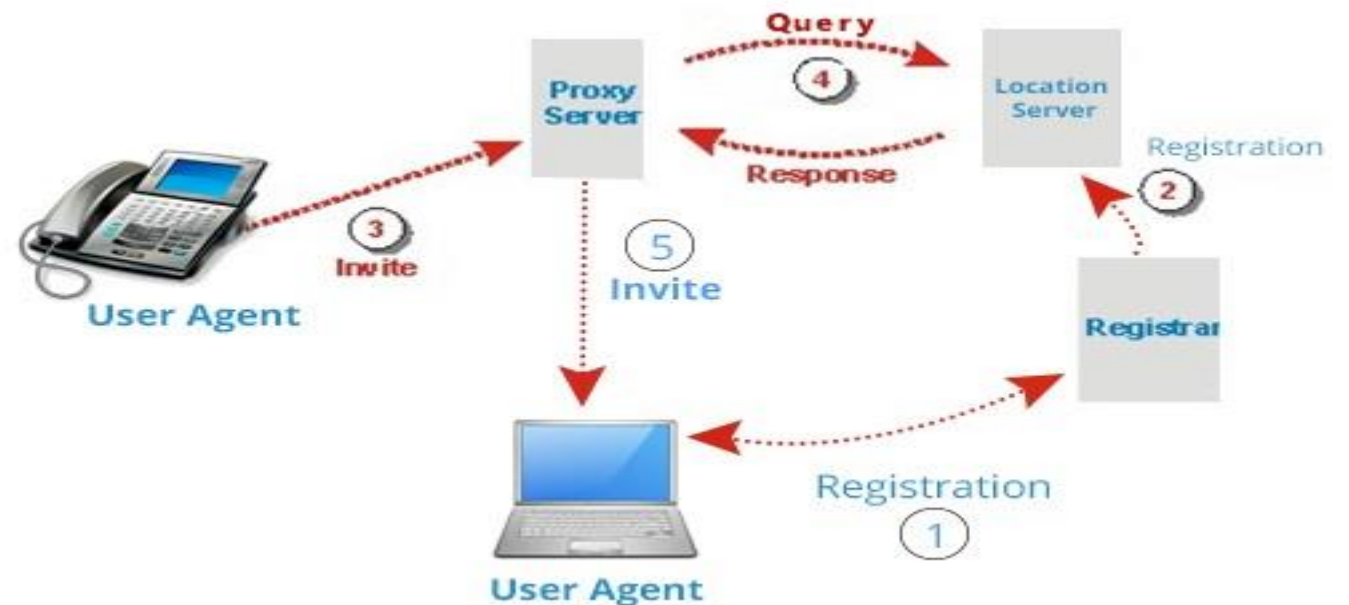 Query
4
Proxy
Server
Location
Server
Response
Registration
2
3
Invite
5
Invite
User Agent
Registrar
Registration
1
User Agent